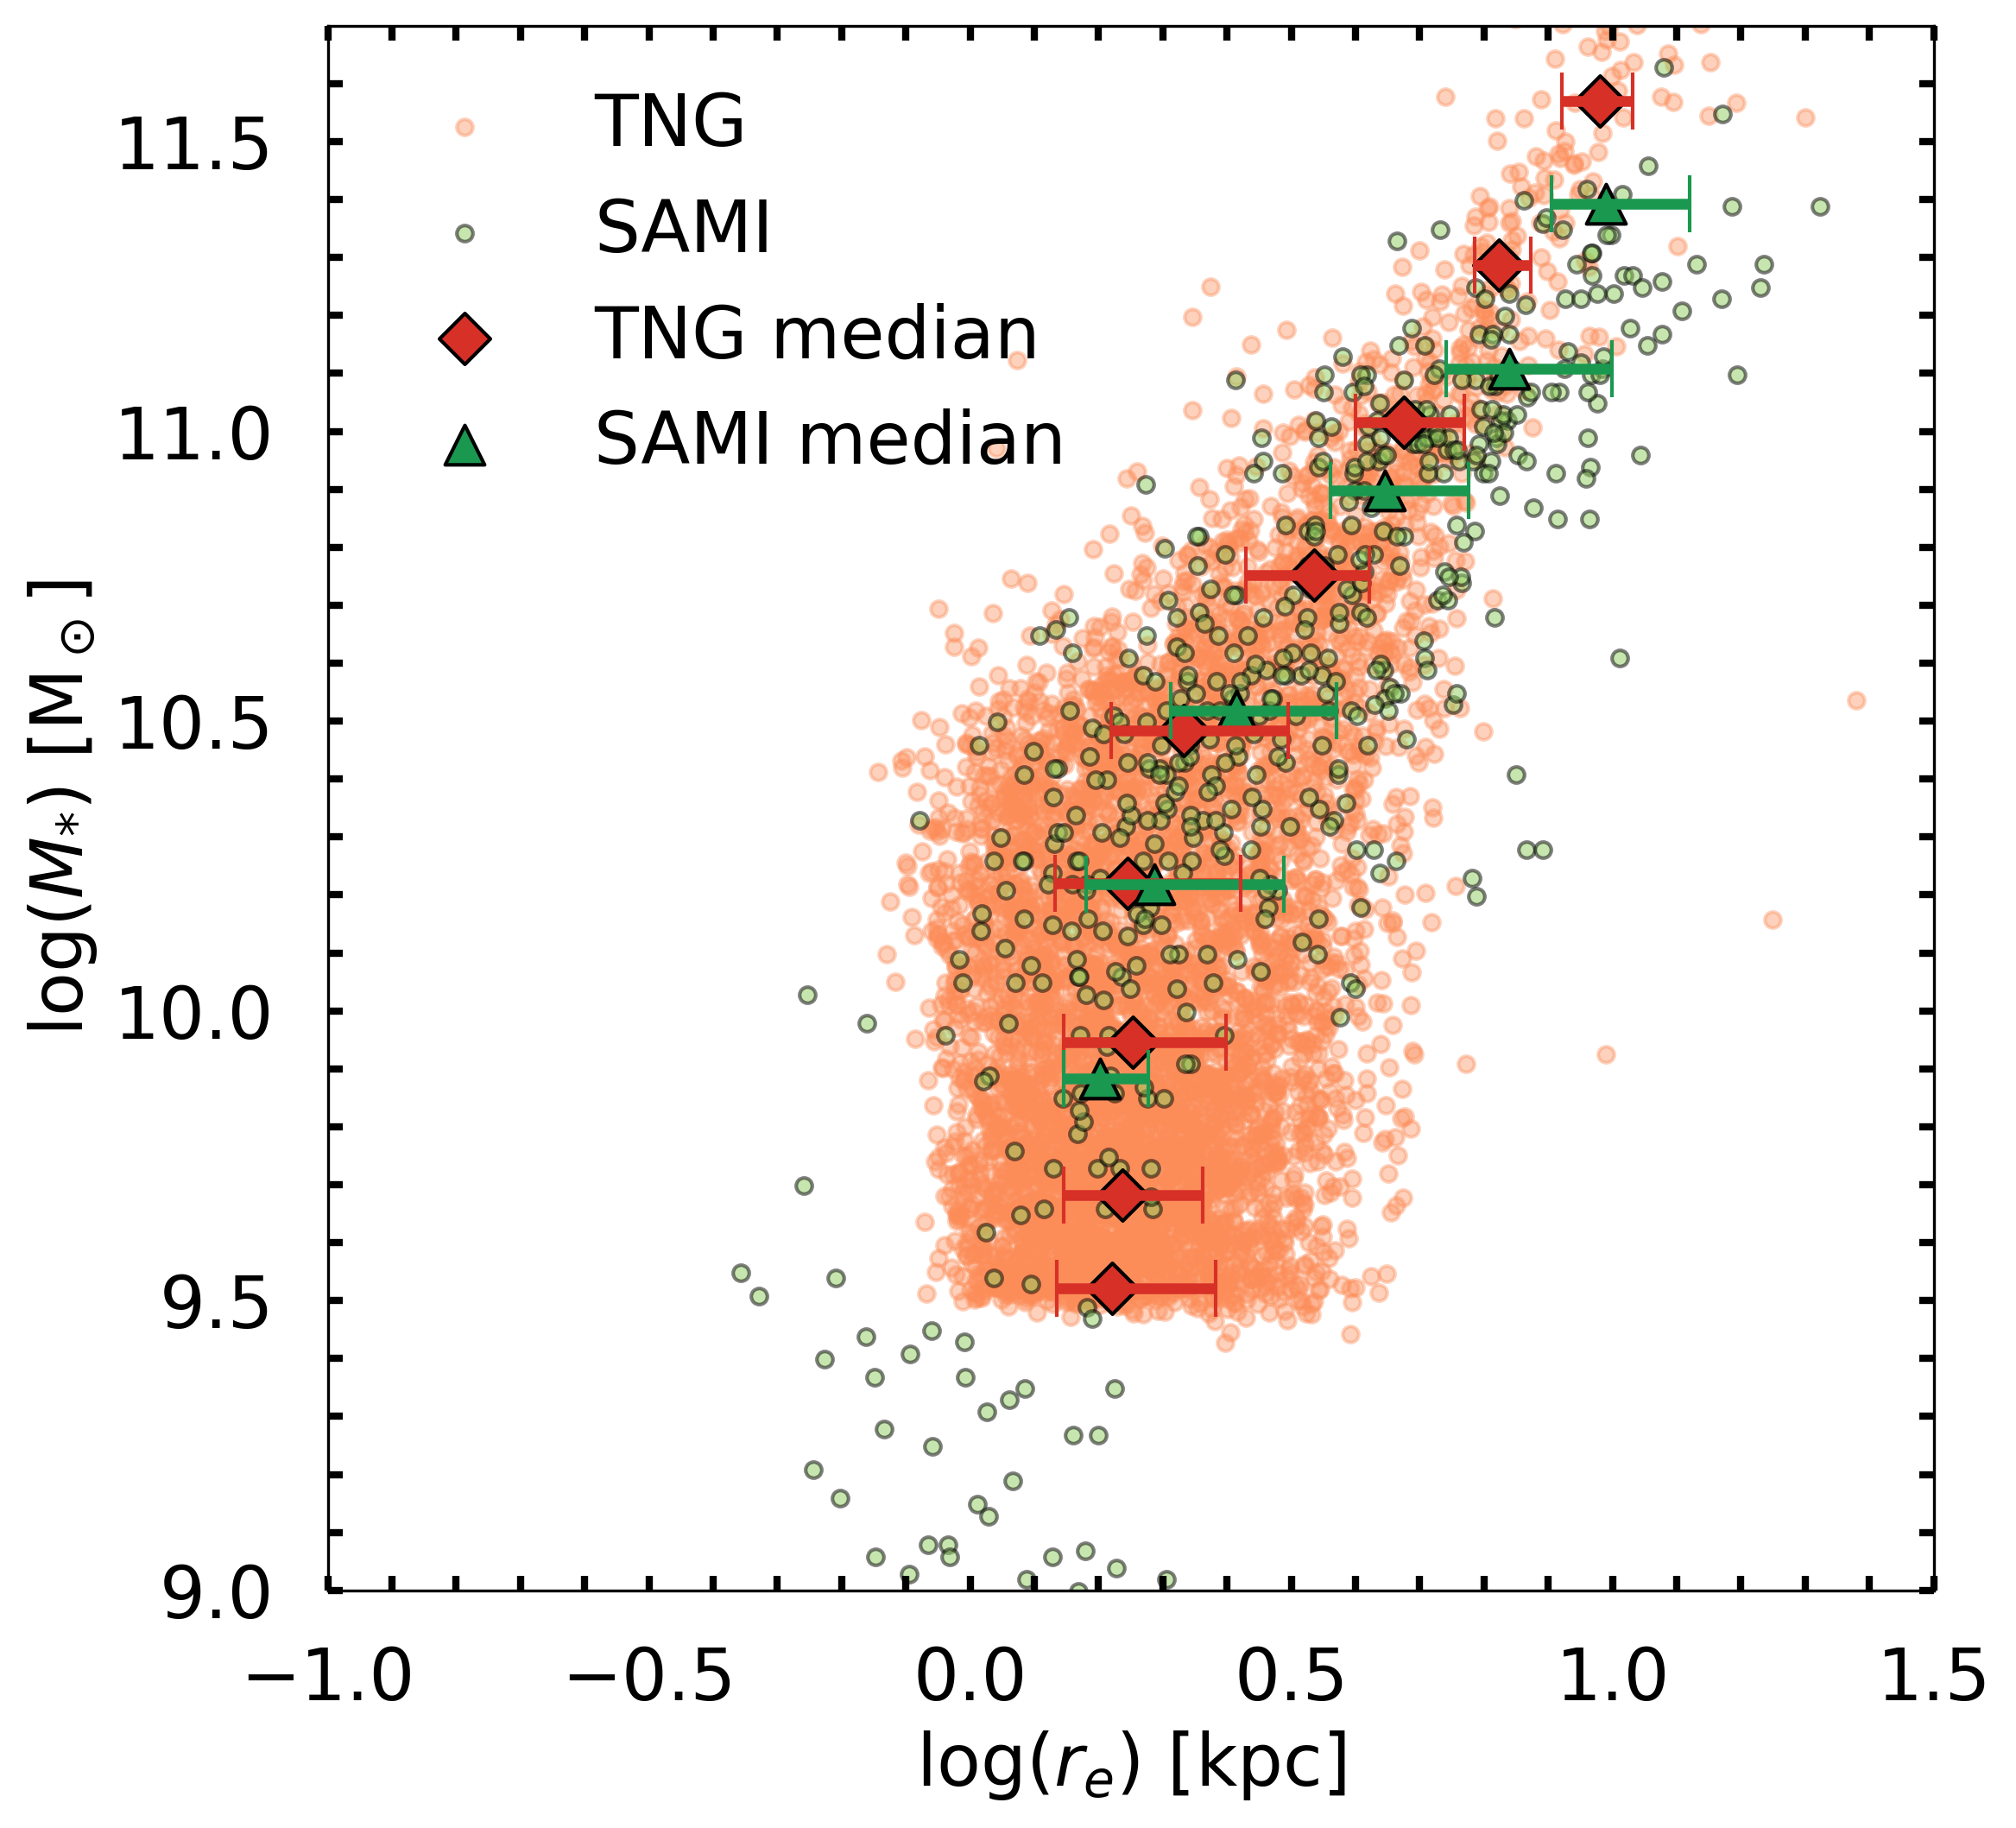 TNG
SAMI
TNG median
SAMI median
11.5
11.0
10.5
10.0
9.5
9.0
log(M*) [M⊙]
−1.0 −0.5 0.0 0.5 1.0 1.5
log(re) [kpc]